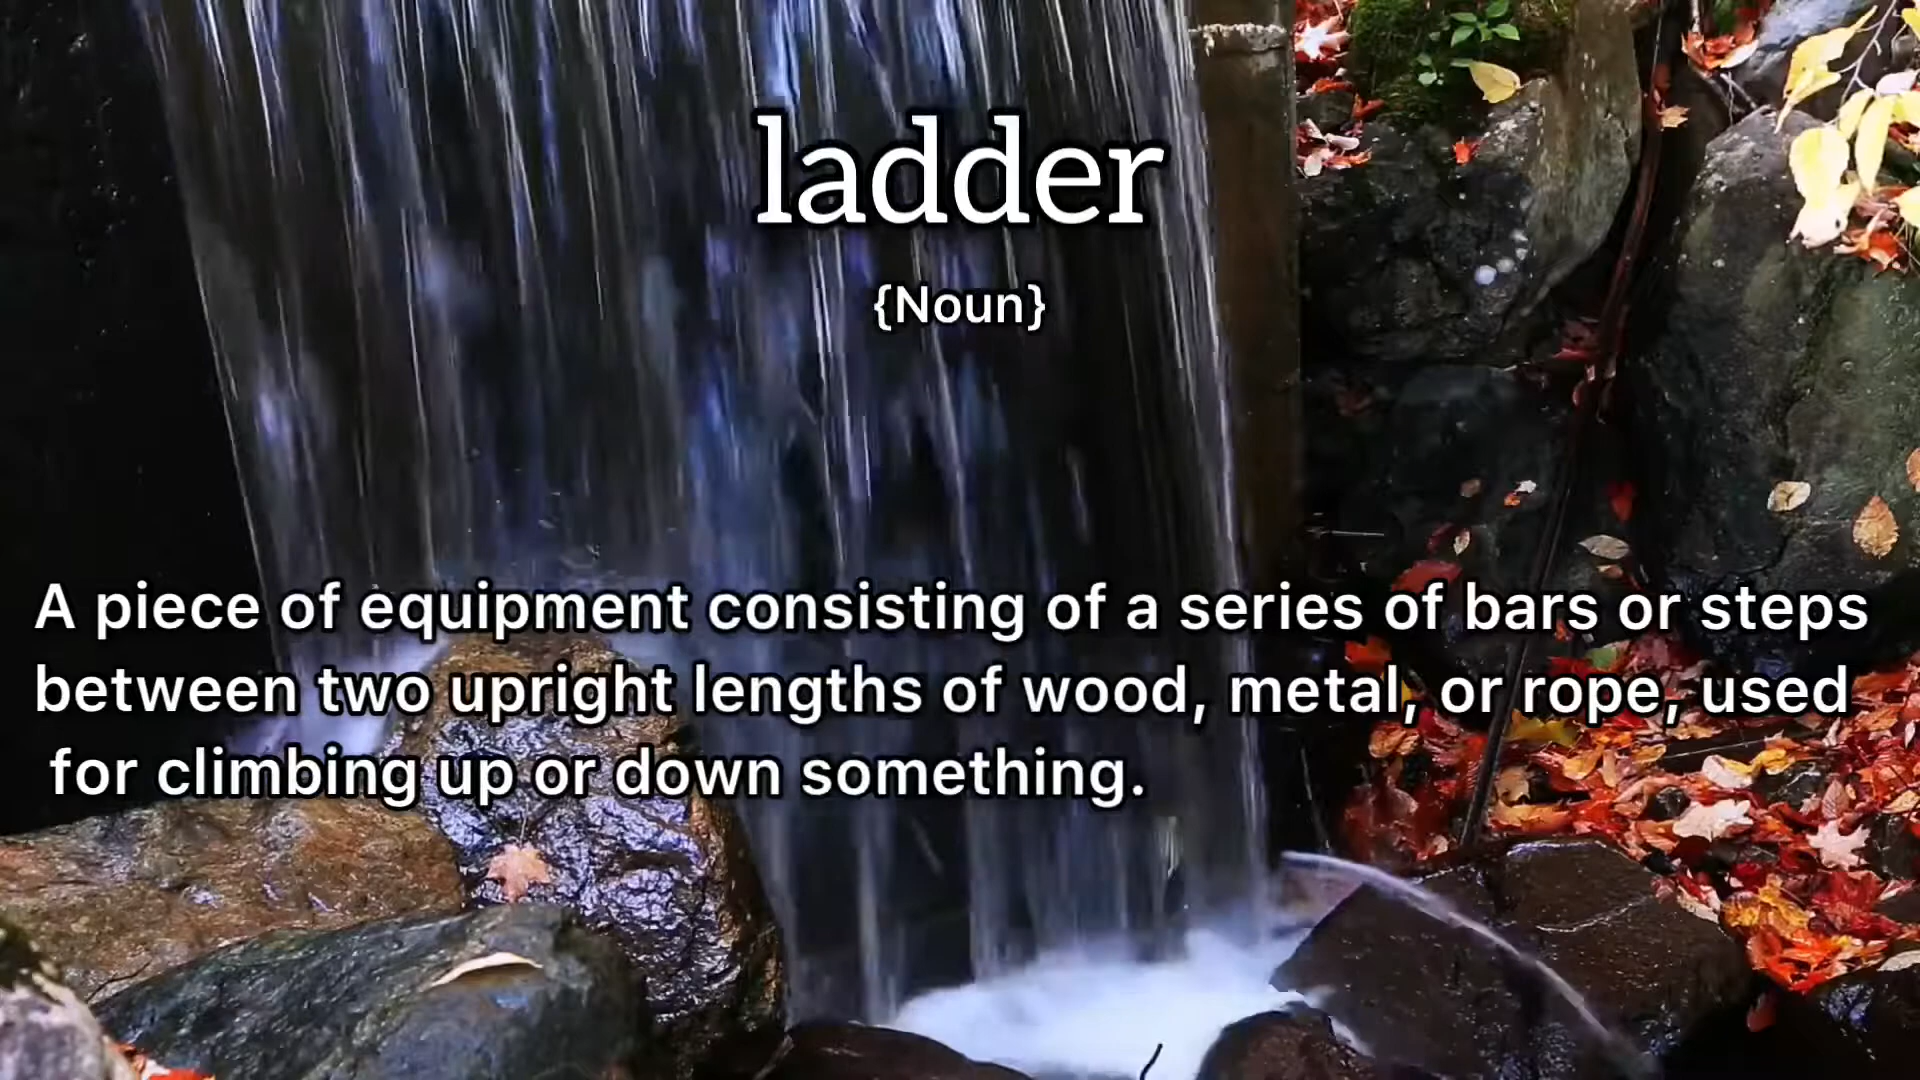 ladder
{Noun}
A piece of equipment consisting of a series of bars or steps
between two upright lengths of wood, metal, or rope, used
for climbing up or down something.